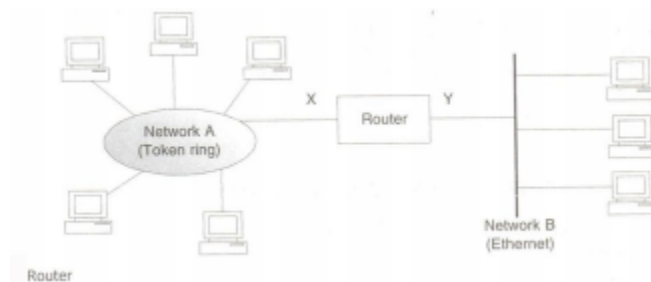 Network A
(Token ring)
X
Router
Y
Network B
(Ethernet)
Router